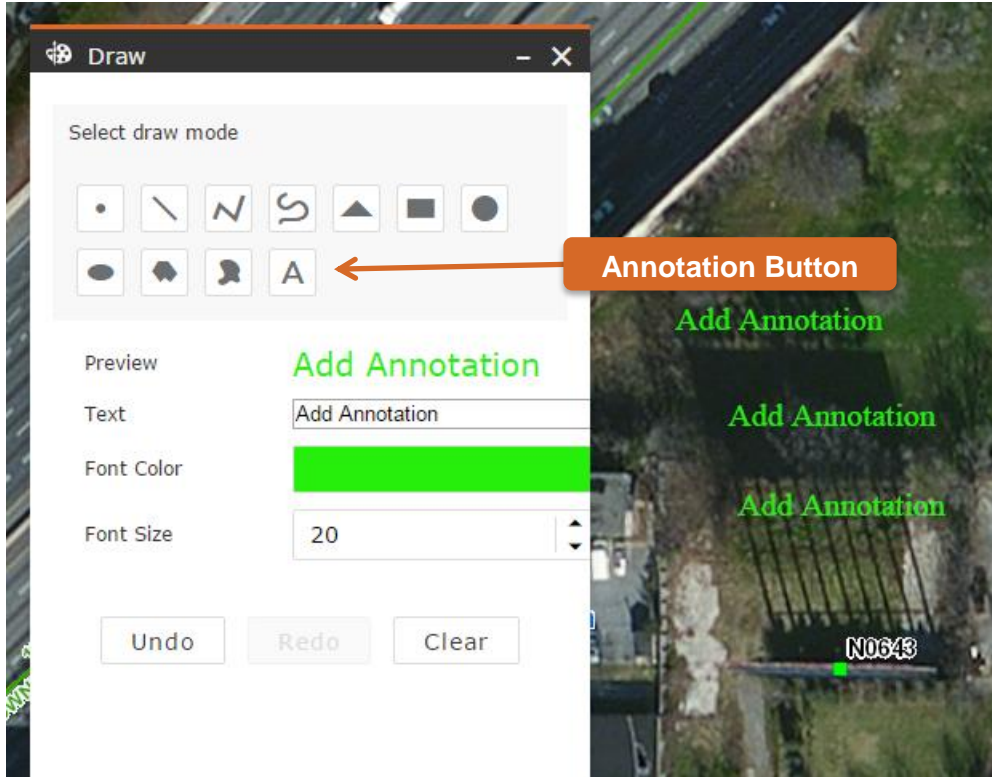 Draw
Select draw mode
A
Annotation Button
Add Annotation
Preview
Add Annotation
Text
Add Annotation
Add Annotation
Font Color
Add Annotation
Font Size
20
Undo
Redo
Clear
N0643